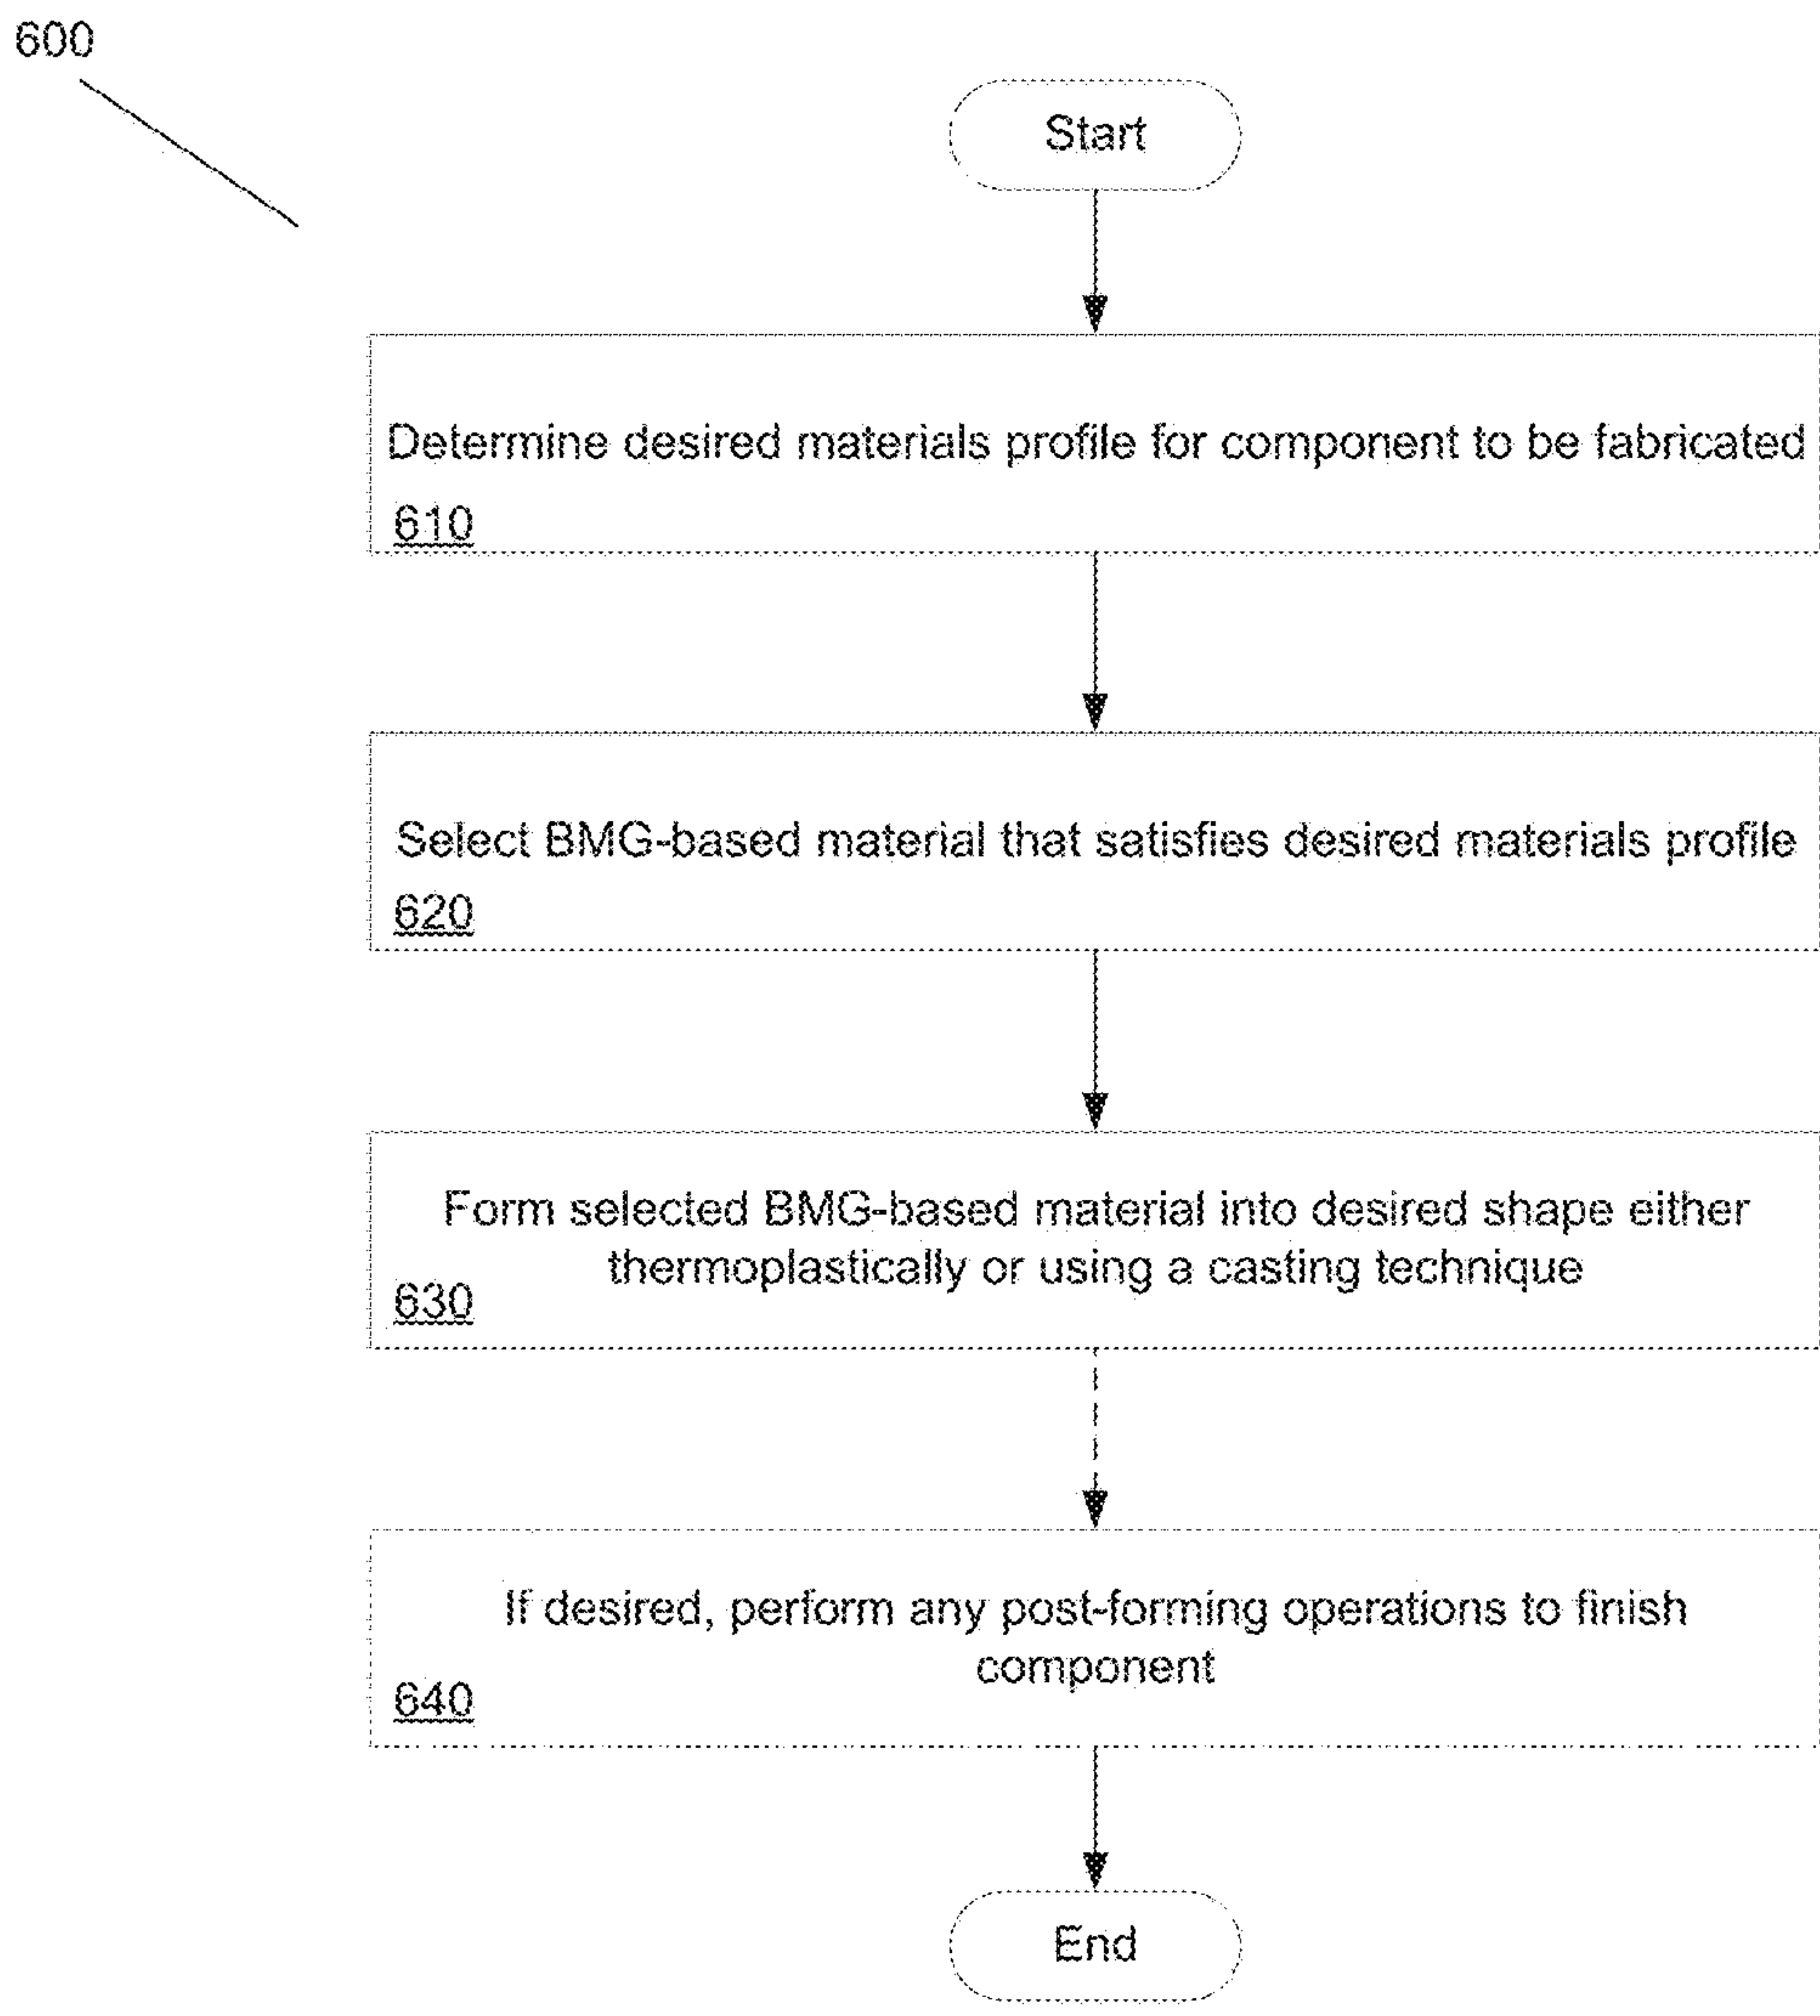 600
Start
Determine desired materials profile for component to be fabricated
610
Select BMG-based material that satisfies desired materials profile
620
Form selected BMG-based material into desired shape either
thermoplastically or using a casting technique
630
If desired, perform any post-forming operations to finish
component
640
End